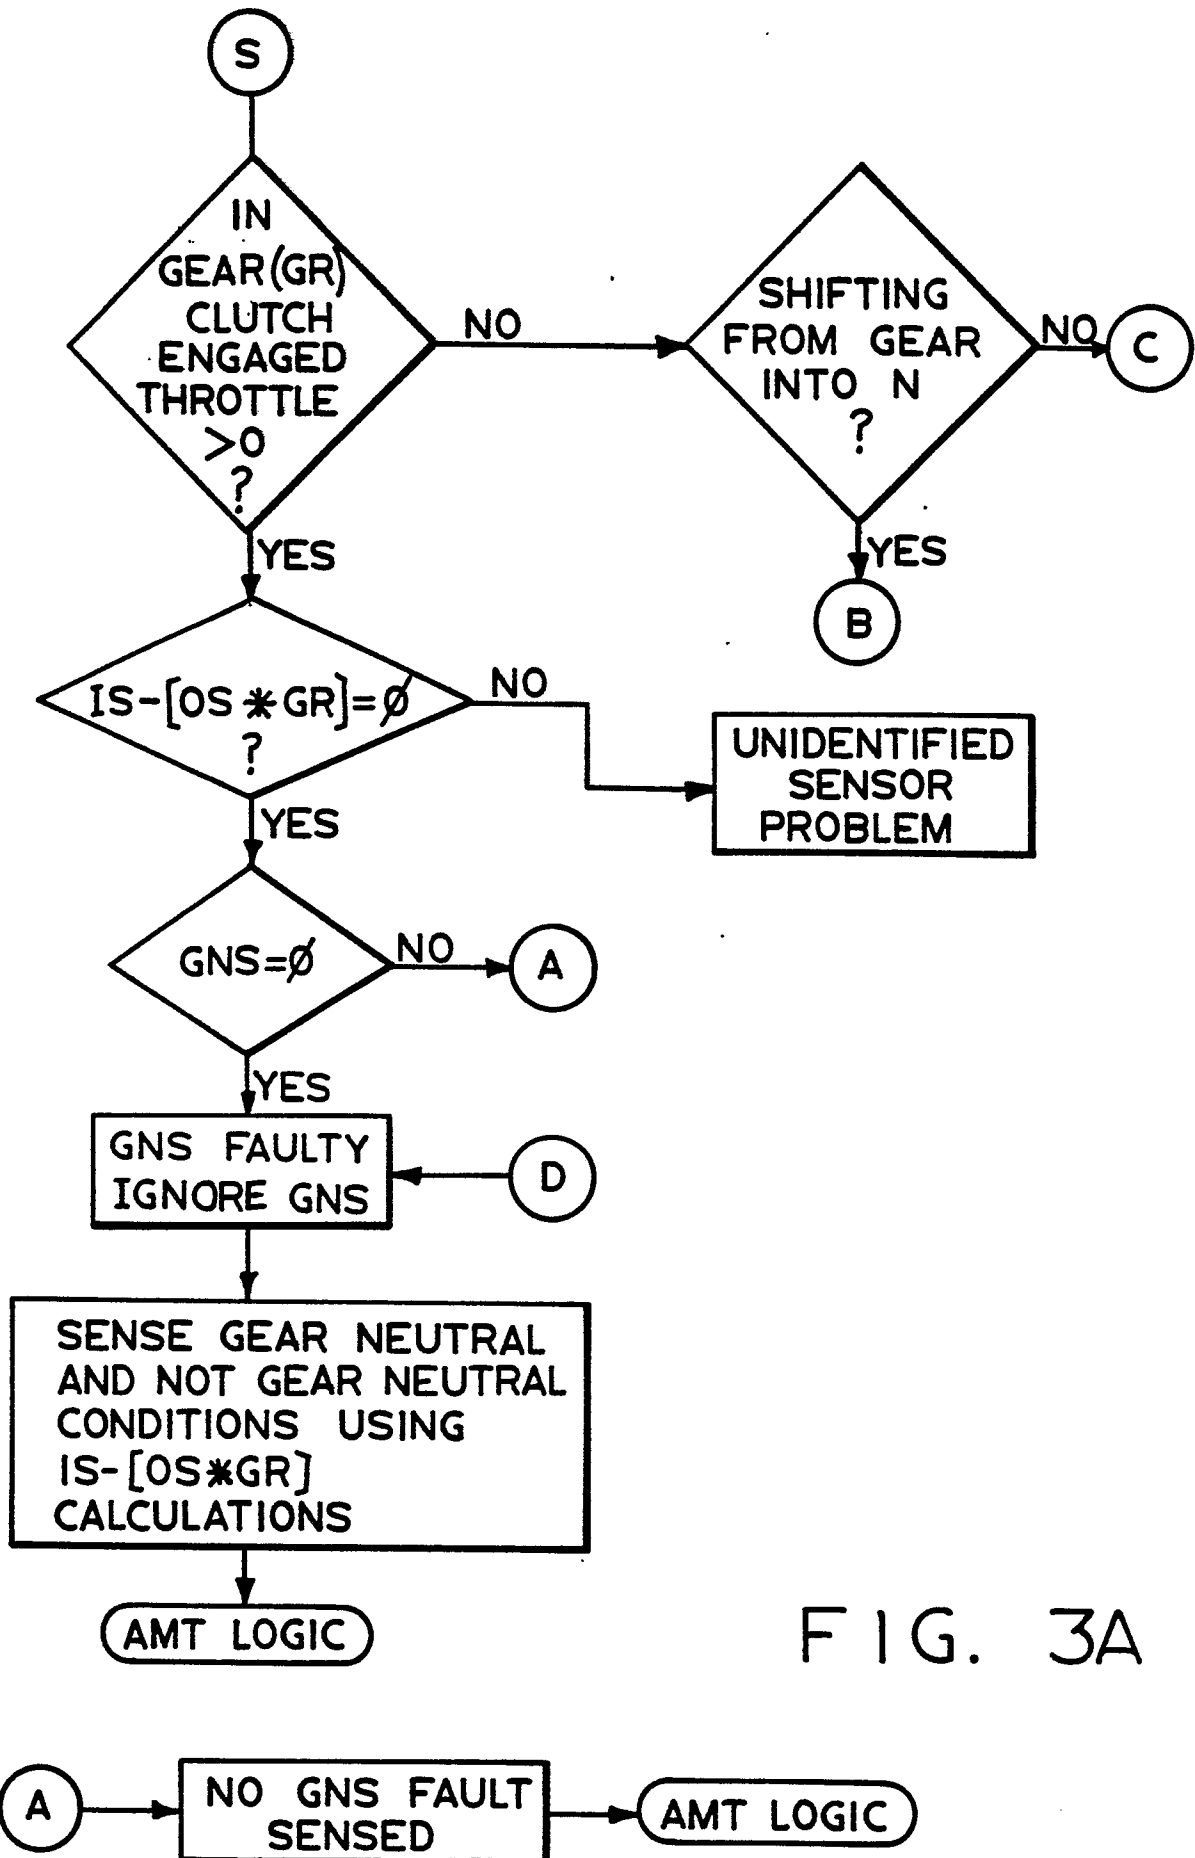 S
IN
GEAR(GR)
CLUTCH
ENGAGED
THROTTLE
>0
?
NO
SHIFTING
FROM GEAR
INTO N
?
NO
C
YES
B
YES
IS-[OS*GR]=Ø
?
NO
UNIDENTIFIED
SENSOR
PROBLEM
YES
GNS=Ø
NO
A
YES
GNS FAULTY
IGNORE GNS
D
SENSE GEAR NEUTRAL
AND NOT GEAR NEUTRAL
CONDITIONS USING
IS-[OS*GR]
CALCULATIONS
AMT LOGIC
FIG. 3A
A
NO GNS FAULT
SENSED
AMT LOGIC